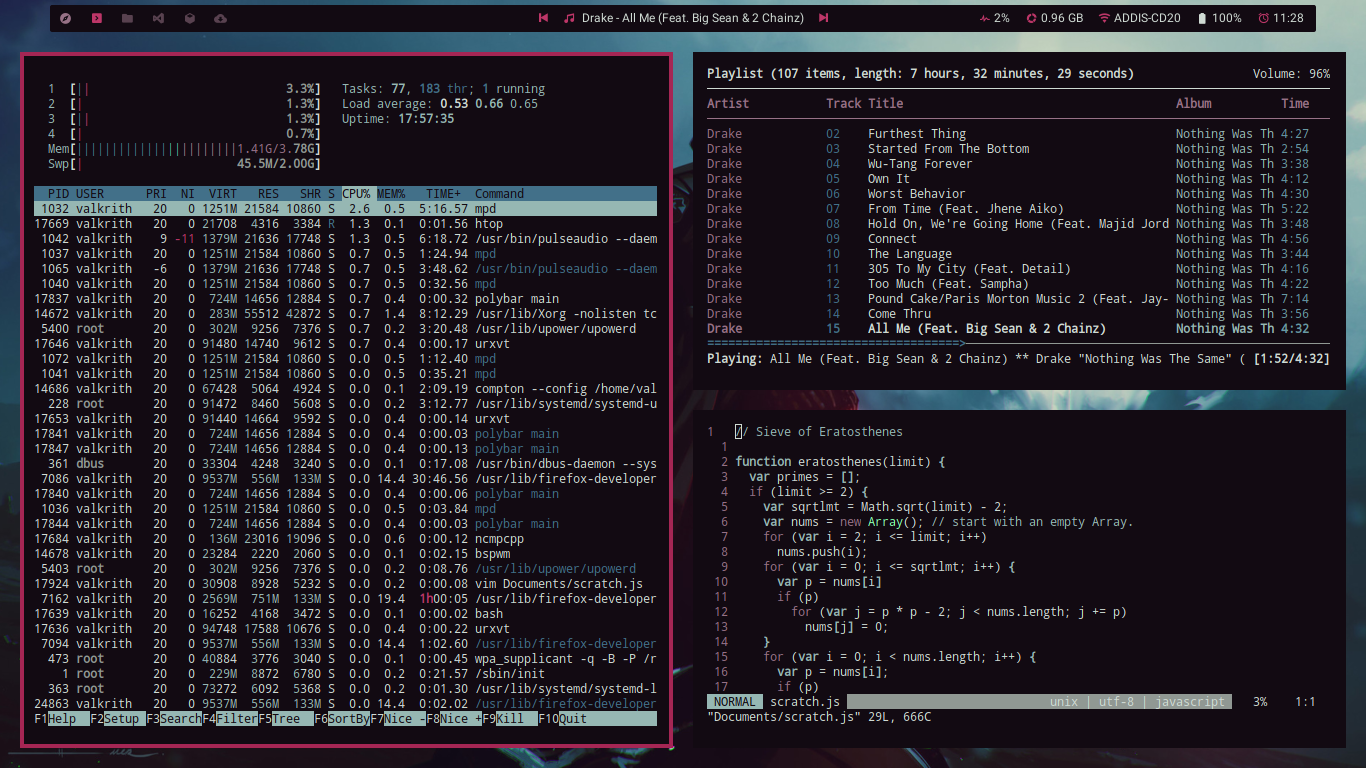 Drake - All Me (Feat. Big Sean & 2 Chainz) 2% 0.96 GB ADDIS-CD20 100% 11:28
1 [|| 3.3%] Tasks: 77, 183 thr; 1 running
2 [| 1.3%] Load average: 0.53 0.66 0.65
3 [|| 1.3%] Uptime: 17:57:35
4 [| 0.7%]
Mem[|||||||||||||||||||||||1.41G/3.78G]
Swp[| 45.5M/2.00G]
PID USER PRI NI VIRT RES SHR S CPU% MEM% TIME+ Command
1032 valkrith 20 0 1251M 21584 10860 S 2.6 0.5 5:16.57 mpd
17669 valkrith 20 0 21708 4316 3384 R 1.3 0.1 0:01.56 htop
1042 valkrith 9 -11 1379M 21636 17748 S 1.3 0.5 6:18.72 /usr/bin/pulseaudio --daem
1037 valkrith 20 0 1251M 21584 10860 S 0.7 0.5 1:24.94 mpd
1065 valkrith -6 0 1379M 21636 17748 S 0.7 0.5 3:48.62 /usr/bin/pulseaudio --daem
1040 valkrith 20 0 1251M 21584 10860 S 0.7 0.5 0:32.56 mpd
17837 valkrith 20 0 724M 14656 12884 S 0.7 0.4 0:00.32 polybar main
14672 valkrith 20 0 283M 55512 42872 S 0.7 1.4 8:12.29 /usr/lib/Xorg -nolisten tc
5400 root 20 0 302M 9256 7376 S 0.7 0.2 3:20.48 /usr/lib/upower/upowerd
17646 valkrith 20 0 91480 14740 9612 S 0.7 0.4 0:00.17 urxvt
1072 valkrith 20 0 1251M 21584 10860 S 0.0 0.5 1:12.40 mpd
1041 valkrith 20 0 1251M 21584 10860 S 0.0 0.5 0:35.21 mpd
14686 valkrith 20 0 67428 5064 4924 S 0.0 0.1 2:09.19 compton --config /home/val
228 root 20 0 91472 8460 5608 S 0.0 0.2 3:12.77 /usr/lib/systemd/systemd-u
17653 valkrith 20 0 91440 14664 9592 S 0.0 0.4 0:00.14 urxvt
17841 valkrith 20 0 724M 14656 12884 S 0.0 0.4 0:00.03 polybar main
17847 valkrith 20 0 724M 14656 12884 S 0.0 0.4 0:00.13 polybar main
361 dbus 20 0 33304 4248 3240 S 0.0 0.1 0:17.08 /usr/bin/dbus-daemon --sys
7086 valkrith 20 0 9537M 556M 133M S 0.0 14.4 30:46.56 /usr/lib/firefox-developer
17840 valkrith 20 0 724M 14656 12884 S 0.0 0.4 0:00.06 polybar main
1036 valkrith 20 0 1251M 21584 10860 S 0.0 0.5 0:03.84 mpd
17844 valkrith 20 0 724M 14656 12884 S 0.0 0.4 0:00.03 polybar main
17684 valkrith 20 0 136M 23016 19096 S 0.0 0.6 0:00.12 ncmpcpp
14678 valkrith 20 0 23284 2220 2060 S 0.0 0.1 0:02.15 bspwm
5403 root 20 0 302M 9256 7376 S 0.0 0.2 0:08.76 /usr/lib/upower/upowerd
17924 valkrith 20 0 30908 8928 5232 S 0.0 0.2 0:00.08 vim Documents/scratch.js
7162 valkrith 20 0 2569M 751M 133M S 0.0 19.4 1h00:05 /usr/lib/firefox-developer
17639 valkrith 20 0 16252 4168 3472 S 0.0 0.1 0:00.02 bash
17636 valkrith 20 0 94748 17588 10676 S 0.0 0.4 0:00.22 urxvt
7094 valkrith 20 0 9537M 556M 133M S 0.0 14.4 1:02.60 /usr/lib/firefox-developer
473 root 20 0 40884 3776 3040 S 0.0 0.1 0:00.45 wpa_supplicant -q -B -P /r
1 root 20 0 229M 8872 6780 S 0.0 0.2 0:21.57 /sbin/init
363 root 20 0 73272 6092 5368 S 0.0 0.2 0:01.30 /usr/lib/systemd/systemd-l
24863 valkrith 20 0 9537M 556M 133M S 0.0 14.4 0:02.02 /usr/lib/firefox-developer
F1Help F2Setup F3SearchF4FilterF5Tree F6SortByF7Nice -F8Nice +F9Kill F10Quit
Playlist (107 items, length: 7 hours, 32 minutes, 29 seconds) Volume: 96%
Artist Track Title Album Time
Drake 02 Furthest Thing Nothing Was Th 4:27
Drake 03 Started From The Bottom Nothing Was Th 2:54
Drake 04 Wu-Tang Forever Nothing Was Th 3:38
Drake 05 Own It Nothing Was Th 4:12
Drake 06 Worst Behavior Nothing Was Th 4:30
Drake 07 From Time (Feat. Jhene Aiko) Nothing Was Th 5:22
Drake 08 Hold On, We're Going Home (Feat. Majid Jord Nothing Was Th 3:48
Drake 09 Connect Nothing Was Th 4:56
Drake 10 The Language Nothing Was Th 3:44
Drake 11 305 To My City (Feat. Detail) Nothing Was Th 4:16
Drake 12 Too Much (Feat. Sampha) Nothing Was Th 4:22
Drake 13 Pound Cake/Paris Morton Music 2 (Feat. Jay- Nothing Was Th 7:14
Drake 14 Come Thru Nothing Was Th 3:56
Drake 15 All Me (Feat. Big Sean & 2 Chainz) Nothing Was Th 4:32
====================================>
Playing: All Me (Feat. Big Sean & 2 Chainz) ** Drake "Nothing Was The Same" ( [1:52/4:32]
1 // Sieve of Eratosthenes
1
2 function eratosthenes(limit) {
3 var primes = [];
4 if (limit >= 2) {
5 var sqrtlmt = Math.sqrt(limit) - 2;
6 var nums = new Array(); // start with an empty Array.
7 for (var i = 2; i <= limit; i++)
8 nums.push(i);
9 for (var i = 0; i <= sqrtlmt; i++) {
10 var p = nums[i]
11 if (p)
12 for (var j = p * p - 2; j < nums.length; j += p)
13 nums[j] = 0;
14 }
15 for (var i = 0; i < nums.length; i++) {
16 var p = nums[i];
17 if (p)
NORMAL scratch.js unix | utf-8 | javascript 3% 1:1
"Documents/scratch.js" 29L, 666C